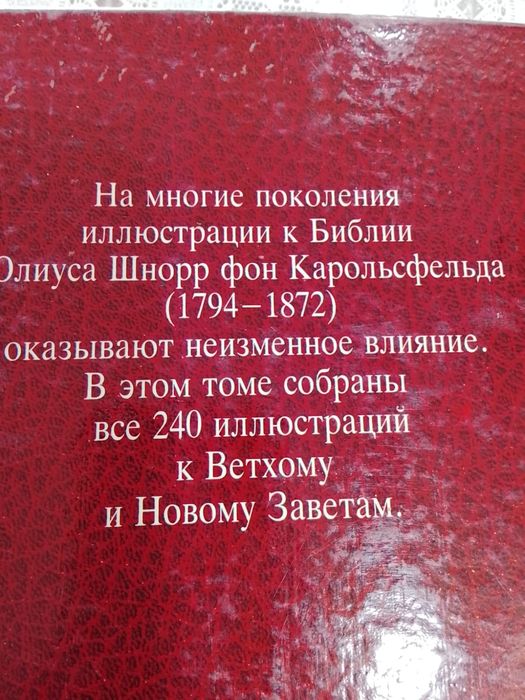 На многие поколения
иллюстрации к Библии
Юлиуса Шнорр фон Карольсфельда
(1794–1872)
оказывают неизменное влияние.
В этом томе собраны
все 240 иллюстраций
к Ветхому
и Новому Заветам.